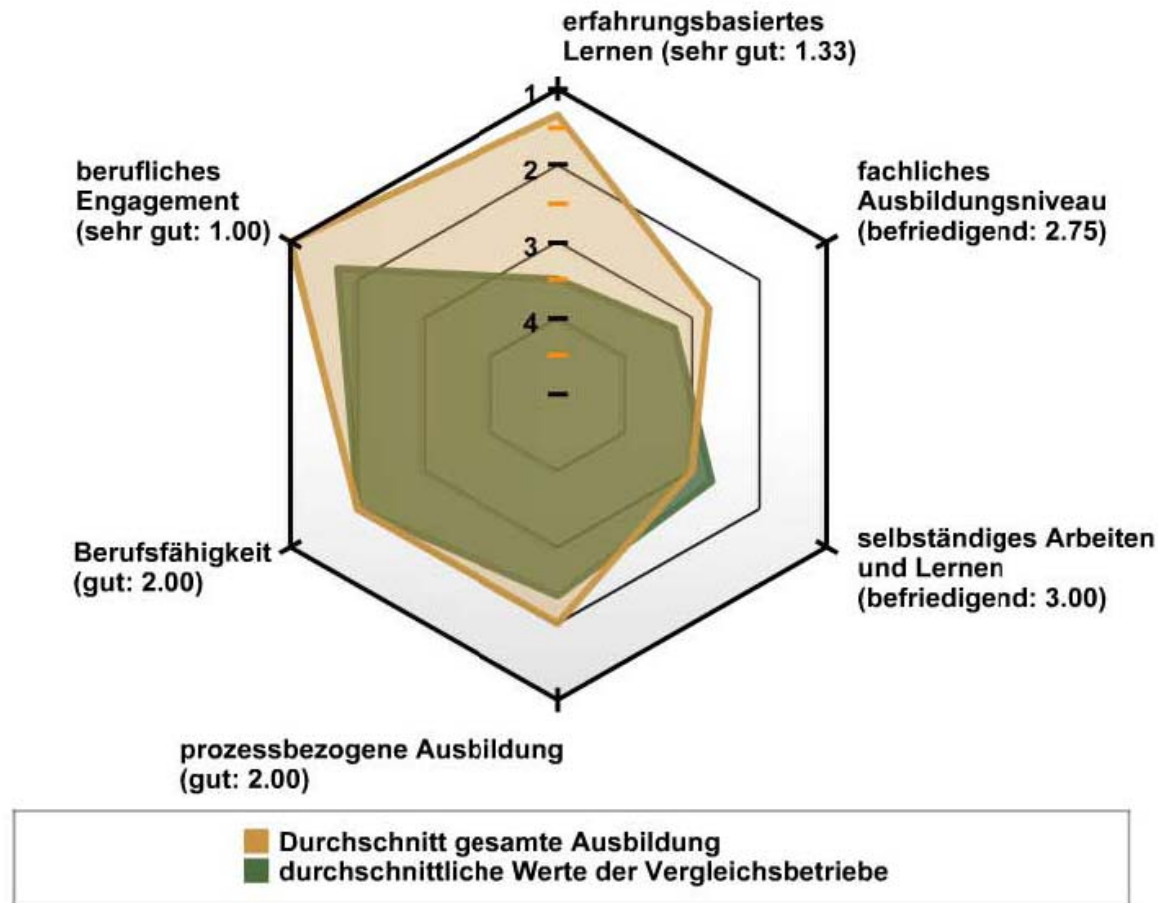 erfahrungsbasiertes
Lernen (sehr gut: 1.33)
1
2
3
4
berufliches
Engagement
(sehr gut: 1.00)
fachliches
Ausbildungsniveau
(befriedigend: 2.75)
Berufsfähigkeit
(gut: 2.00)
selbständiges Arbeiten
und Lernen
(befriedigend: 3.00)
prozessbezogene Ausbildung
(gut: 2.00)
Durchschnitt gesamte Ausbildung
durchschnittliche Werte der Vergleichsbetriebe